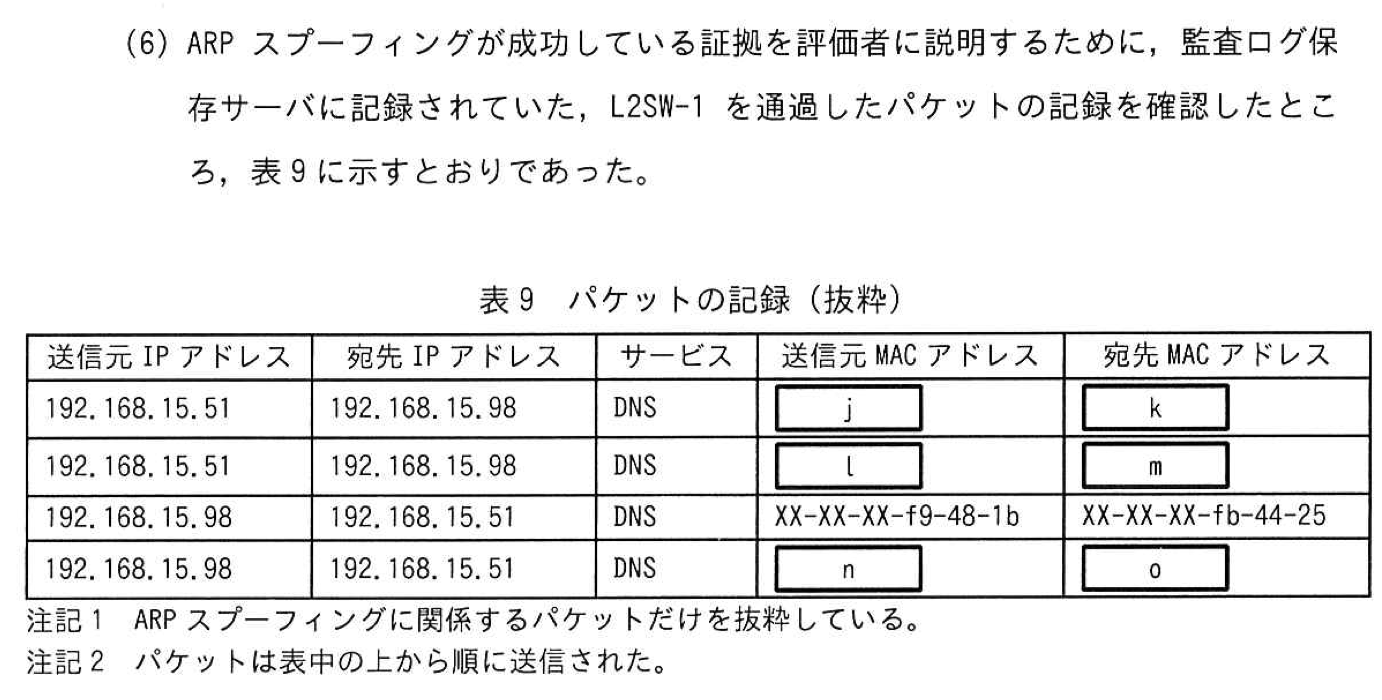 (6) ARP スプーフィングが成功している証拠を評価者に説明するために，監査ログ保
存サーバに記録されていた，L2SW-1 を通過したパケットの記録を確認したとこ
ろ，表 9 に示すとおりであった。
表 9　パケットの記録（抜粋）
送信元 IP アドレス 宛先 IP アドレス サービス 送信元 MAC アドレス 宛先 MAC アドレス
192.168.15.51 192.168.15.98 DNS j k
192.168.15.51 192.168.15.98 DNS l m
192.168.15.98 192.168.15.51 DNS XX-XX-XX-f9-48-1b XX-XX-XX-fb-44-25
192.168.15.98 192.168.15.51 DNS n o
注記 1　ARP スプーフィングに関係するパケットだけを抜粋している。
注記 2　パケットは表中の上から順に送信された。